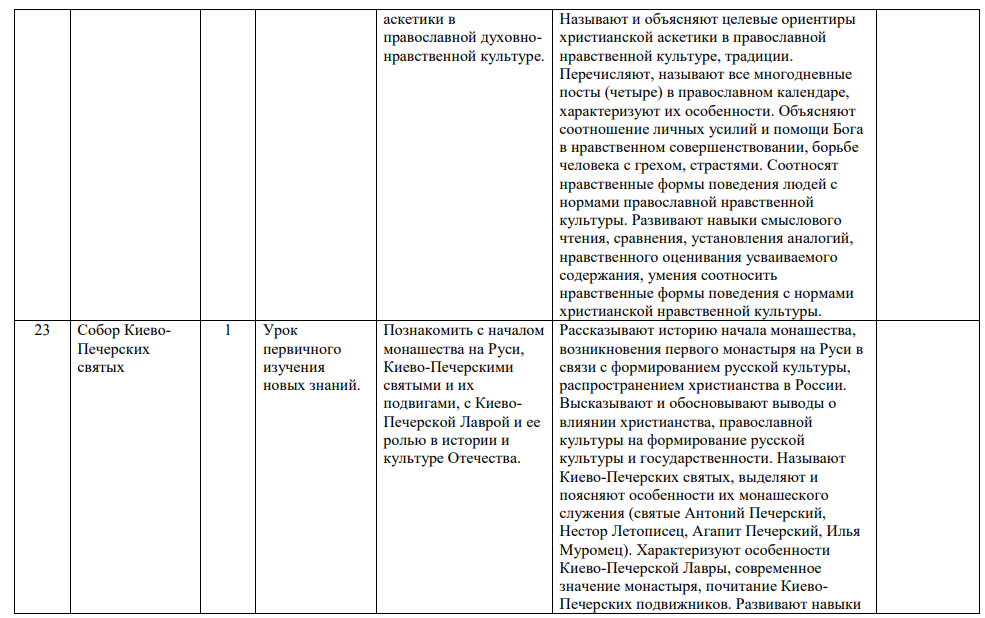 аскетики в
православной духовно-
нравственной культуре.
Называют и объясняют целевые ориентиры
христианской аскетики в православной
нравственной культуре, традиции.
Перечисляют, называют все многодневные
посты (четыре) в православном календаре,
характеризуют их особенности. Объясняют
соотношение личных усилий и помощи Бога
в нравственном совершенствовании, борьбе
человека с грехом, страстями. Соотносят
нравственные формы поведения людей с
нормами православной нравственной
культуры. Развивают навыки смыслового
чтения, сравнения, установления аналогий,
нравственного оценивания усваиваемого
содержания, умения соотносить
нравственные формы поведения с нормами
христианской нравственной культуры.
23
Собор Киево-
Печерских
святых
1
Урок
первичного
изучения
новых знаний.
Познакомить с началом
монашества на Руси,
Киево-Печерскими
святыми и их
подвигами, с Киево-
Печерской Лаврой и ее
ролью в истории и
культуре Отечества.
Рассказывают историю начала монашества,
возникновения первого монастыря на Руси в
связи с формированием русской культуры,
распространением христианства в России.
Высказывают и обосновывают выводы о
влиянии христианства, православной
культуры на формирование русской
культуры и государственности. Называют
Киево-Печерских святых, выделяют и
поясняют особенности их монашеского
служения (святые Антоний Печерский,
Нестор Летописец, Агапит Печерский, Илья
Муромец). Характеризуют особенности
Киево-Печерской Лавры, современное
значение монастыря, почитание Киево-
Печерских подвижников. Развивают навыки